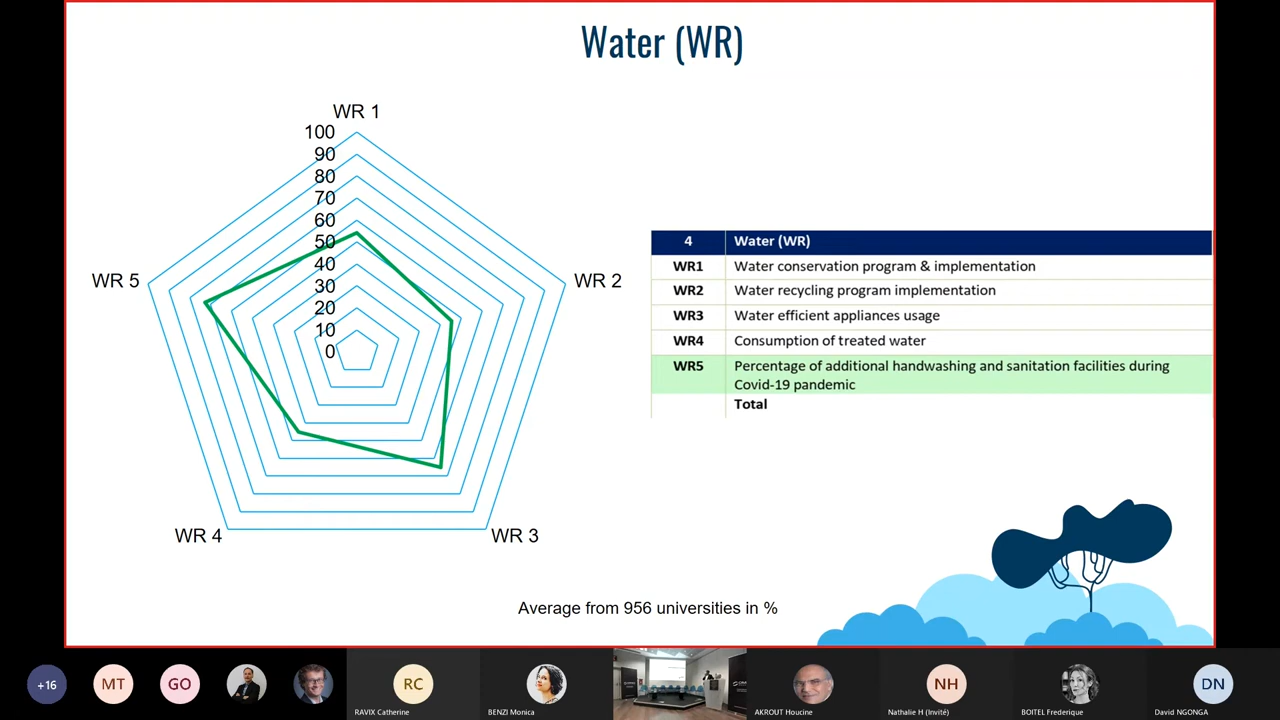 Water (WR)
WR 1
100
90
80
70
60
50
40
30
20
10
0
WR 5
WR 2
WR 4
WR 3
4 Water (WR)
WR1 Water conservation program & implementation
WR2 Water recycling program implementation
WR3 Water efficient appliances usage
WR4 Consumption of treated water
WR5 Percentage of additional handwashing and sanitation facilities during
Covid-19 pandemic
Total
Average from 956 universities in %
+16
MT
GO
RC
RAVIX Catherine
BENZI Monica
AKROUT Houcine
NH
Nathalie H (Invité)
BOITEL Frederique
DN
David NGONGA